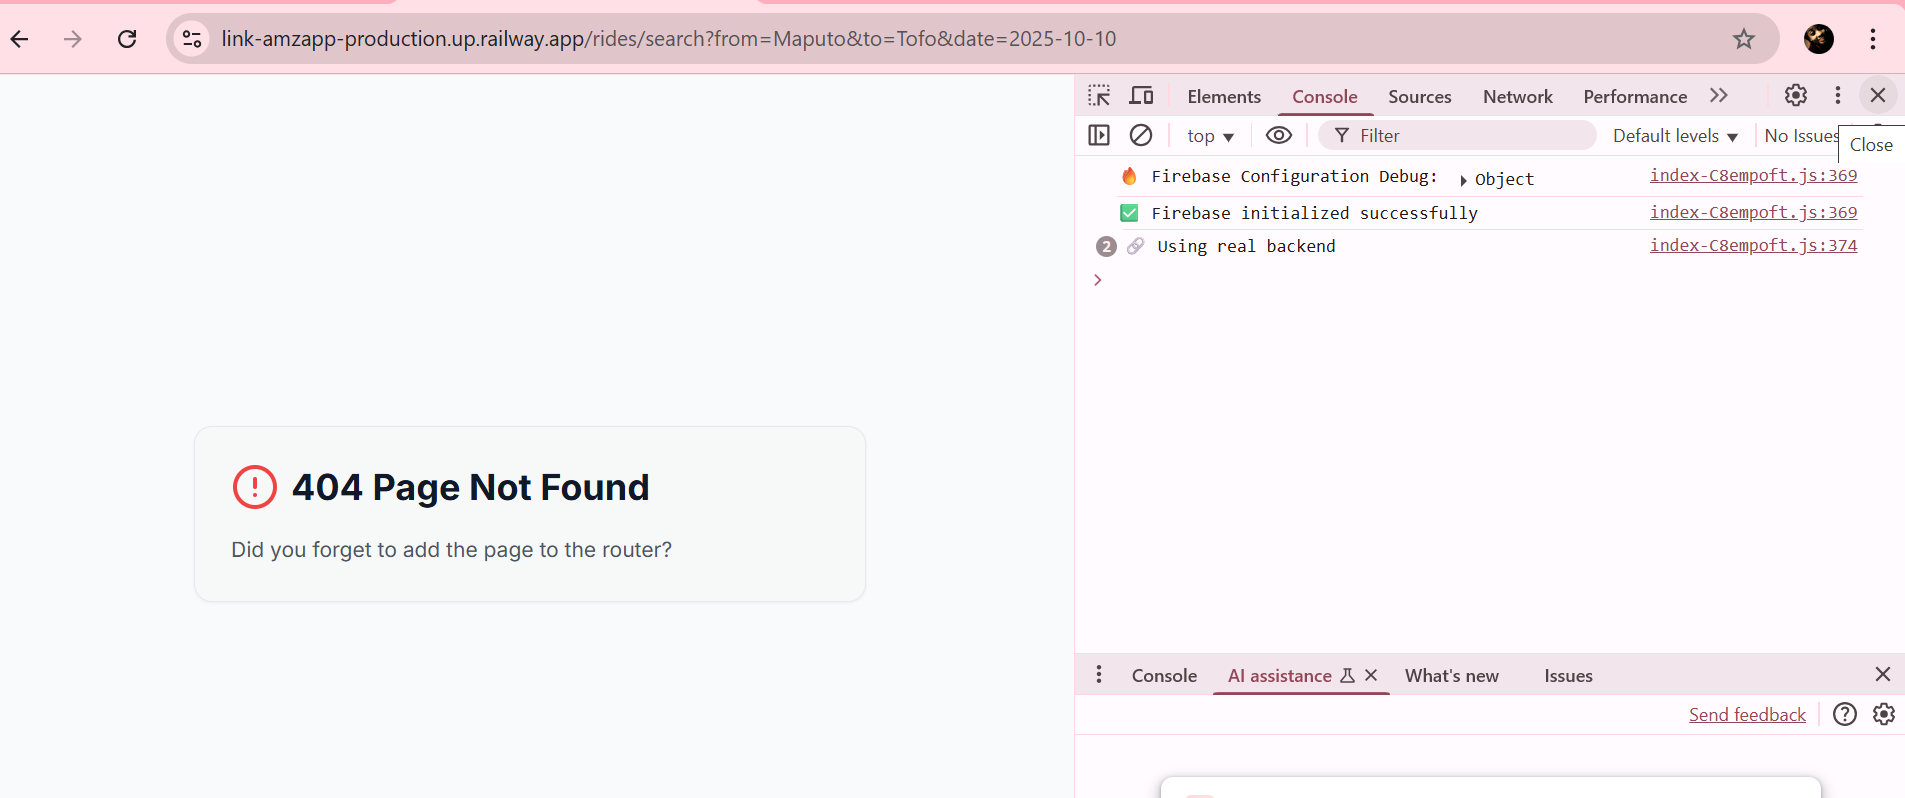 link-amzapp-production.up.railway.app/rides/search?from=Maputo&to=Tofo&date=2025-10-10
Elements Console Sources Network Performance
top Filter Default levels No Issues
Close
🔥 Firebase Configuration Debug: Object index-C8empoft.js:369
✅ Firebase initialized successfully index-C8empoft.js:369
2 🔗 Using real backend index-C8empoft.js:374
404 Page Not Found
Did you forget to add the page to the router?
Console AI assistance What's new Issues
Send feedback